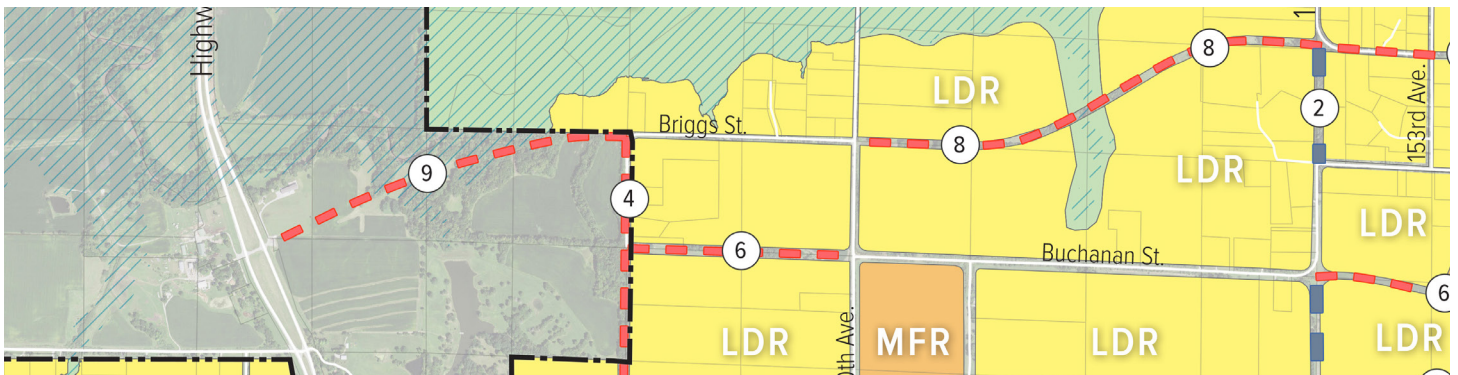 Highw
8
LDR
2
Briggs St.
8
153rd Ave.
9
LDR
4
LDR
6
Buchanan St.
6
LDR
MFR
LDR
LDR
0th Ave.